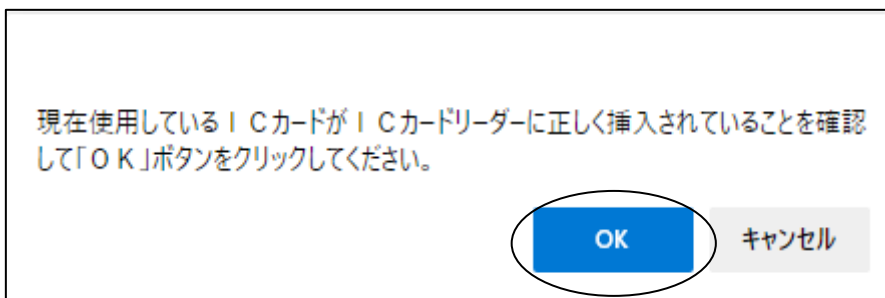 現在使用しているＩＣカードがＩＣカードリーダーに正しく挿入されていることを確認
して「ＯＫ」ボタンをクリックしてください。
OK キャンセル